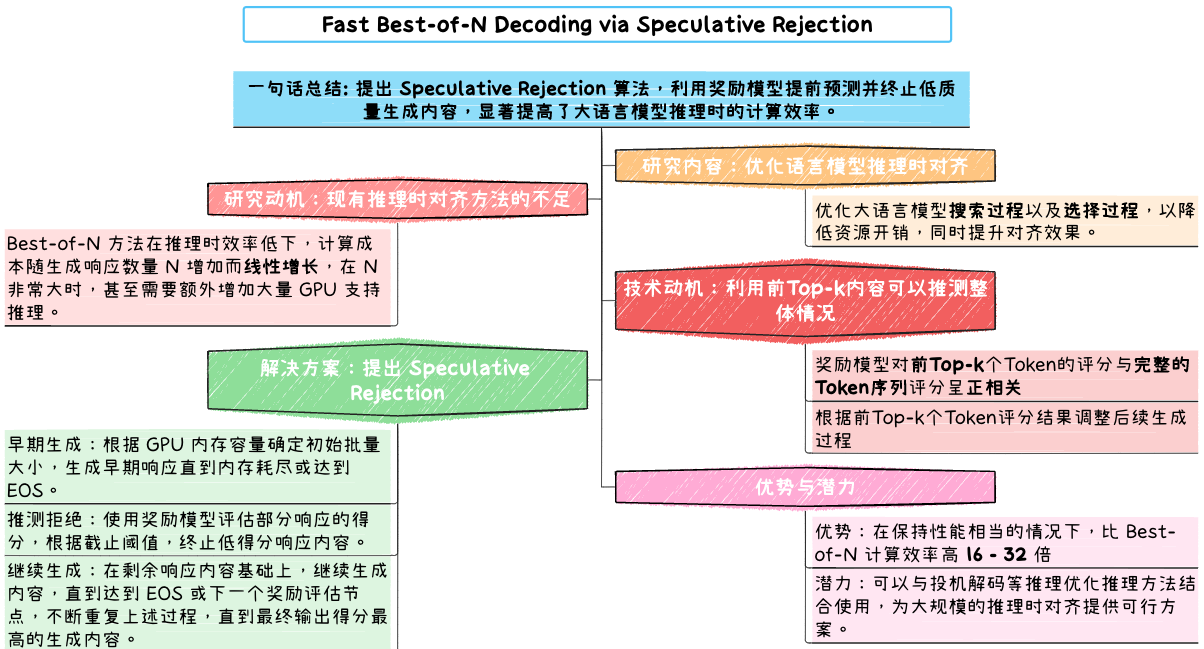 Fast Best-of-N Decoding via Speculative Rejection
一句话总结: 提出 Speculative Rejection 算法，利用奖励模型提前预测并终止低质
量生成内容，显著提高了大语言模型推理时的计算效率。
研究动机：现有推理时对齐方法的不足
Best-of-N 方法在推理时效率低下，计算成
本随生成响应数量 N 增加而线性增长，在 N
非常大时，甚至需要额外增加大量 GPU 支持
推理。
解决方案：提出 Speculative
Rejection
早期生成：根据 GPU 内存容量确定初始批量
大小，生成早期响应直到内存耗尽或达到
EOS。
推测拒绝：使用奖励模型评估部分响应的得
分，根据截止阈值，终止低得分响应内容。
继续生成：在剩余响应内容基础上，继续生成
内容，直到达到 EOS 或下一个奖励评估节
点，不断重复上述过程，直到最终输出得分最
高的生成内容。
研究内容：优化语言模型推理时对齐
优化大语言模型搜索过程以及选择过程，以降
低资源开销，同时提升对齐效果。
技术动机：利用前Top-k内容可以推测整
体情况
奖励模型对前Top-k个Token的评分与完整的
Token序列评分呈正相关
根据前Top-k个Token评分结果调整后续生成
过程
优势与潜力
优势：在保持性能相当的情况下，比 Best-
of-N 计算效率高 16 - 32 倍
潜力：可以与投机解码等推理优化推理方法结
合使用，为大规模的推理时对齐提供可行方
案。